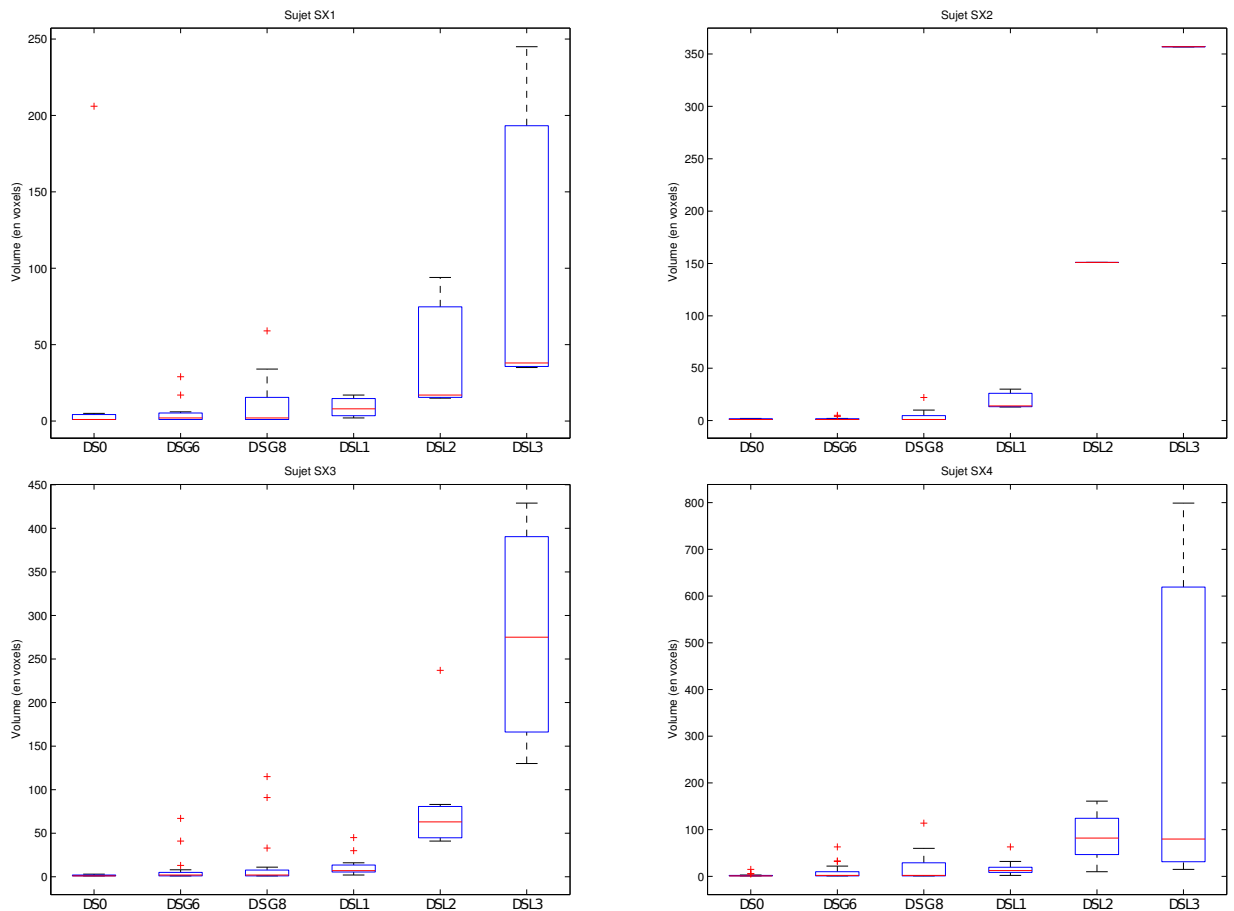 Sujet SX1
250
200
150
100
50
0
Volume (en voxels)
DS0 DSG6 DSG8 DSL1 DSL2 DSL3
Sujet SX2
350
300
250
200
150
100
50
0
Volume (en voxels)
DS0 DSG6 DSG8 DSL1 DSL2 DSL3
Sujet SX3
450
400
350
300
250
200
150
100
50
0
Volume (en voxels)
DS0 DSG6 DSG8 DSL1 DSL2 DSL3
Sujet SX4
800
700
600
500
400
300
200
100
0
Volume (en voxels)
DS0 DSG6 DSG8 DSL1 DSL2 DSL3